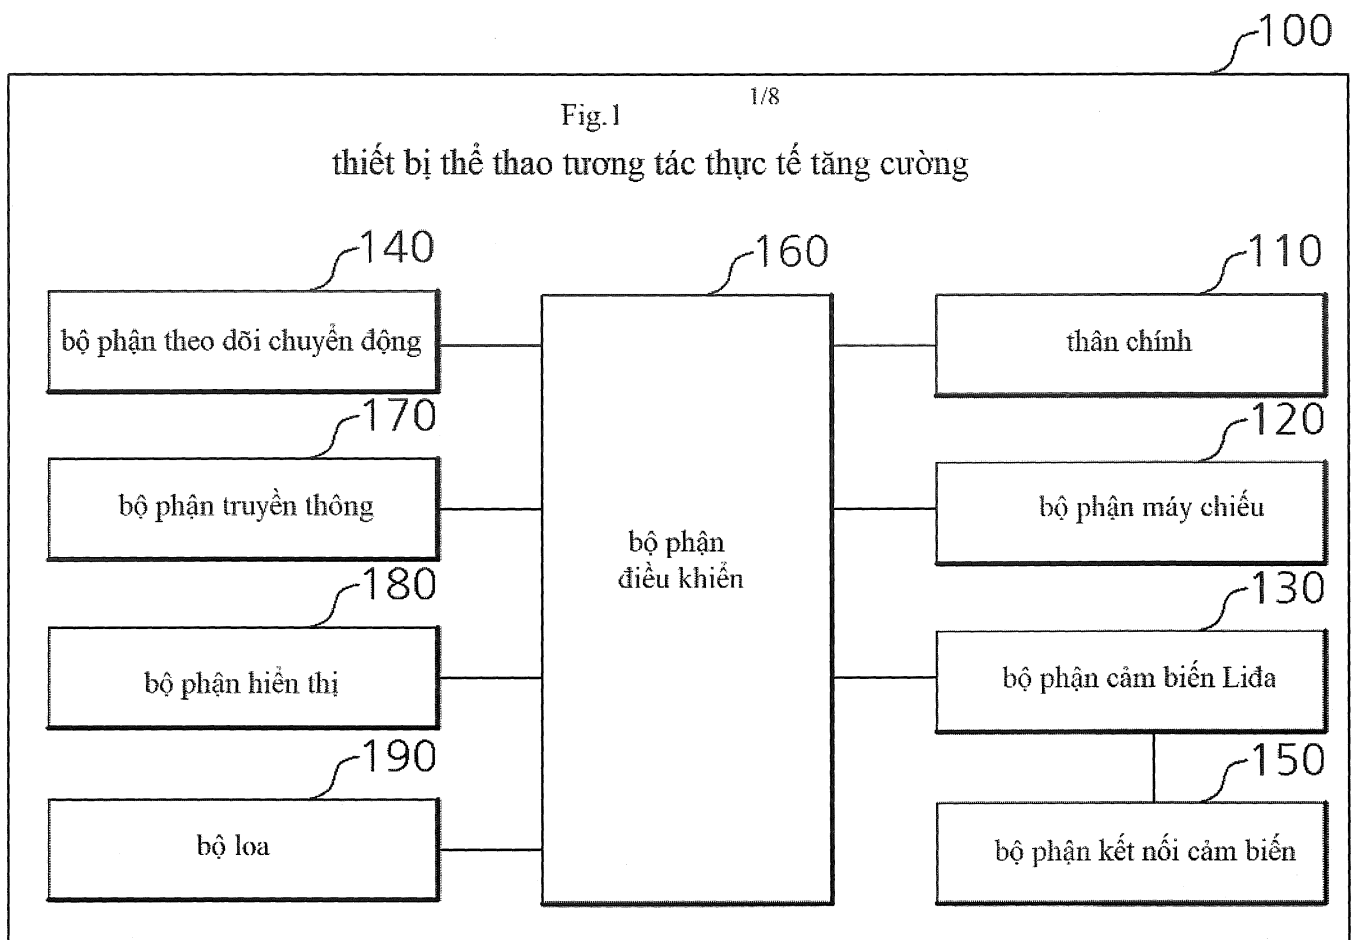 100
1/8
Fig.1
thiết bị thể thao tương tác thực tế tăng cường
140
bộ phận theo dõi chuyển động
170
bộ phận truyền thông
180
bộ phận hiển thị
190
bộ loa
160
bộ phận
điều khiển
110
thân chính
120
bộ phận máy chiếu
130
bộ phận cảm biến Liđa
150
bộ phận kết nối cảm biến